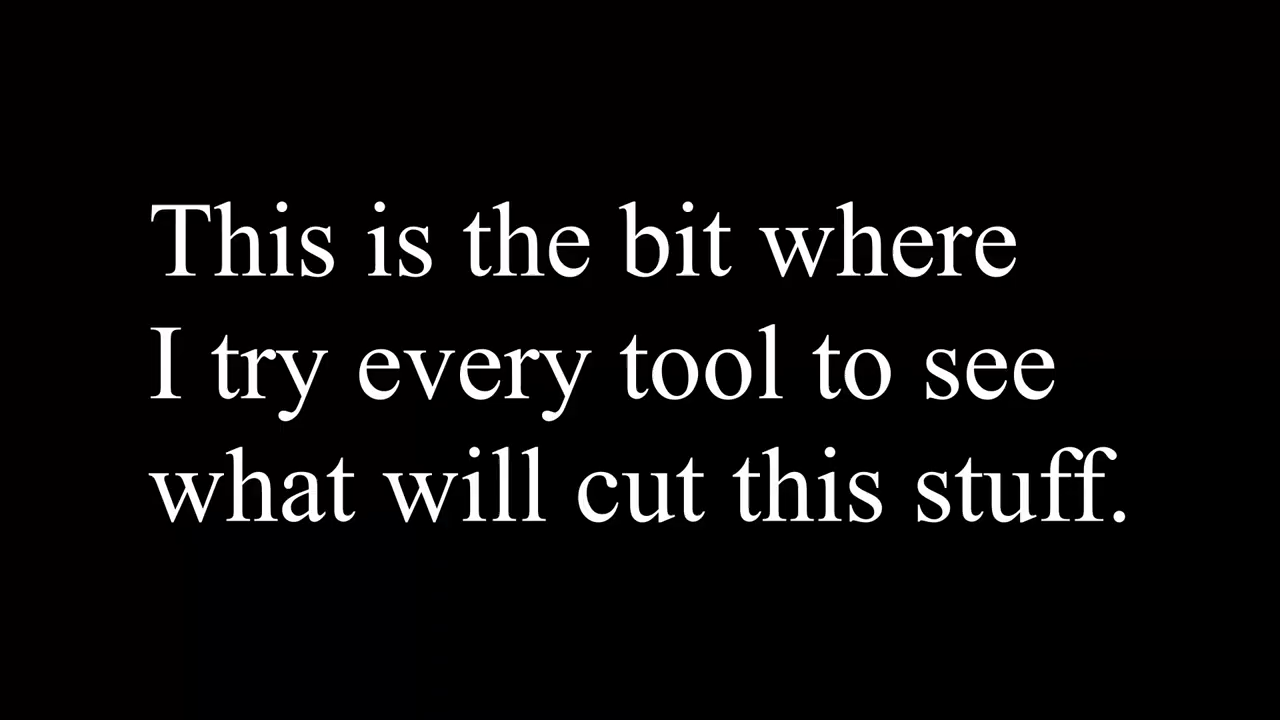 This is the bit where
I try every tool to see
what will cut this stuff.